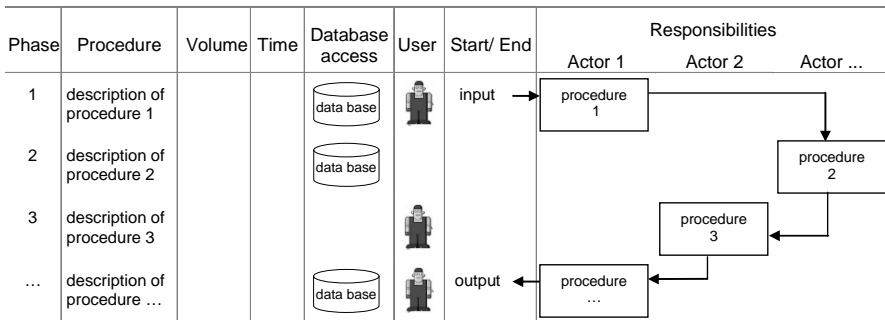 Phase Procedure Volume Time Database access User Start/ End Responsibilities
Actor 1 Actor 2 Actor ...
1 description of procedure 1 data base input procedure 1
2 description of procedure 2 data base procedure 2
3 description of procedure 3 procedure 3
… description of procedure … data base output procedure …